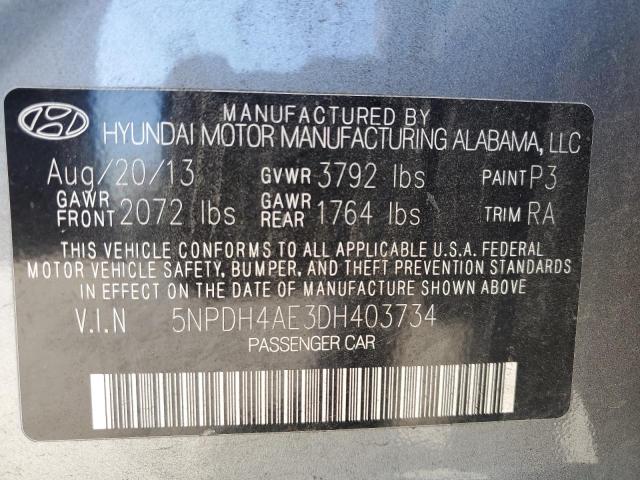 MANUFACTURED BY
HYUNDAI MOTOR MANUFACTURING ALABAMA, LLC
Aug/20/13 GVWR 3792 lbs PAINT P3
GAWR FRONT 2072 lbs GAWR REAR 1764 lbs TRIM RA
THIS VEHICLE CONFORMS TO ALL APPLICABLE U.S.A. FEDERAL
MOTOR VEHICLE SAFETY, BUMPER, AND THEFT PREVENTION STANDARDS
IN EFFECT ON THE DATE OF MANUFACTURE SHOWN ABOVE.
V.I.N 5NPDH4AE3DH403734
PASSENGER CAR